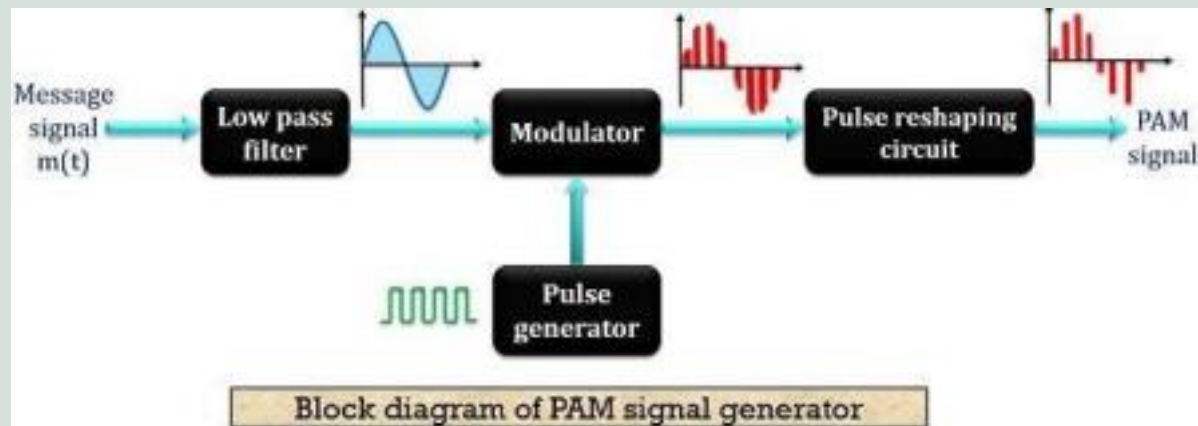 Message
signal
m(t)
Low pass
filter
Modulator
Pulse reshaping
circuit
PAM
signal
Pulse
generator
Block diagram of PAM signal generator